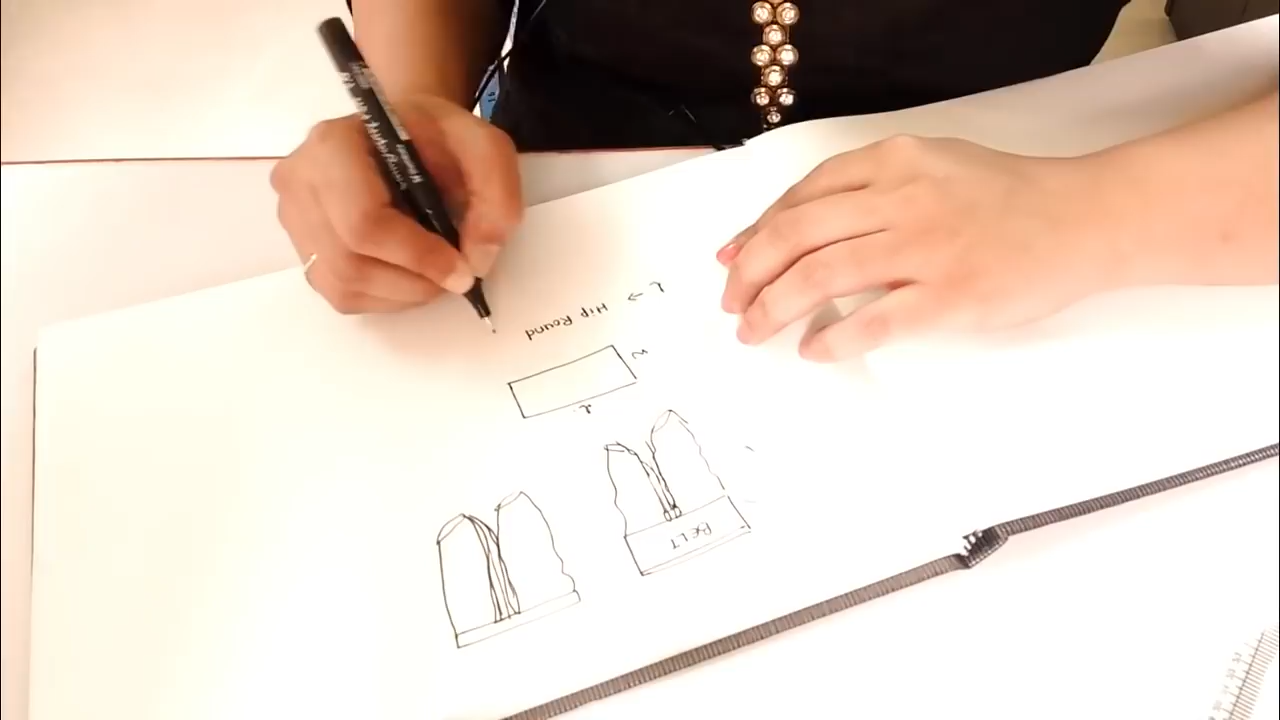 BELT
L
W
L → Hip Round